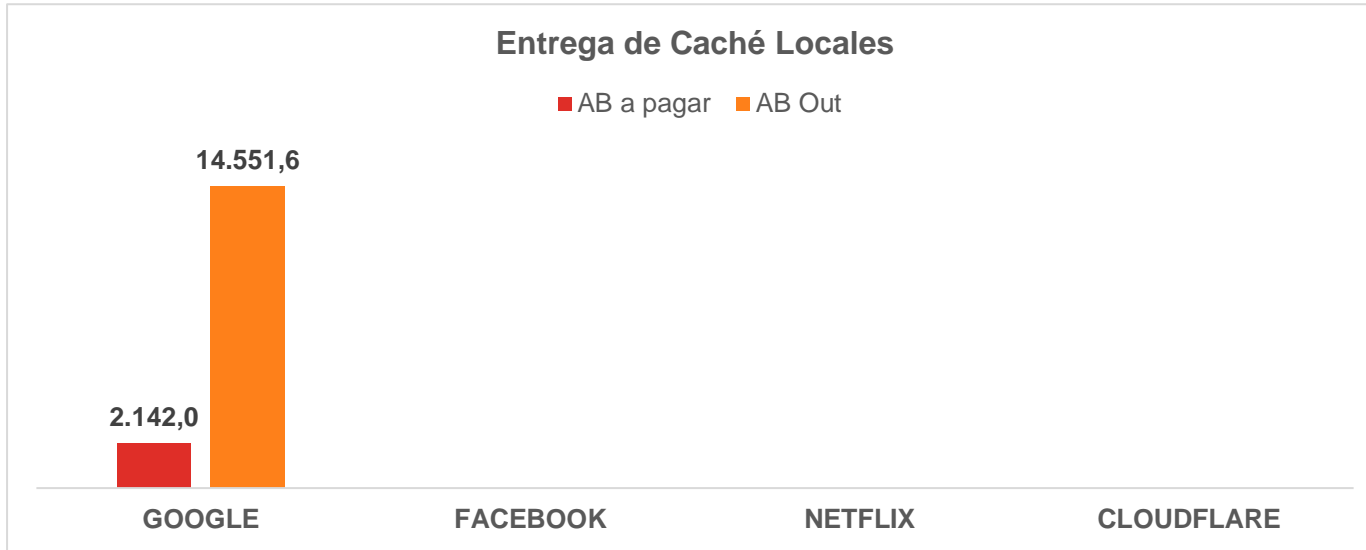 Entrega de Caché Locales
AB a pagar AB Out
14.551,6
2.142,0
GOOGLE FACEBOOK NETFLIX CLOUDFLARE